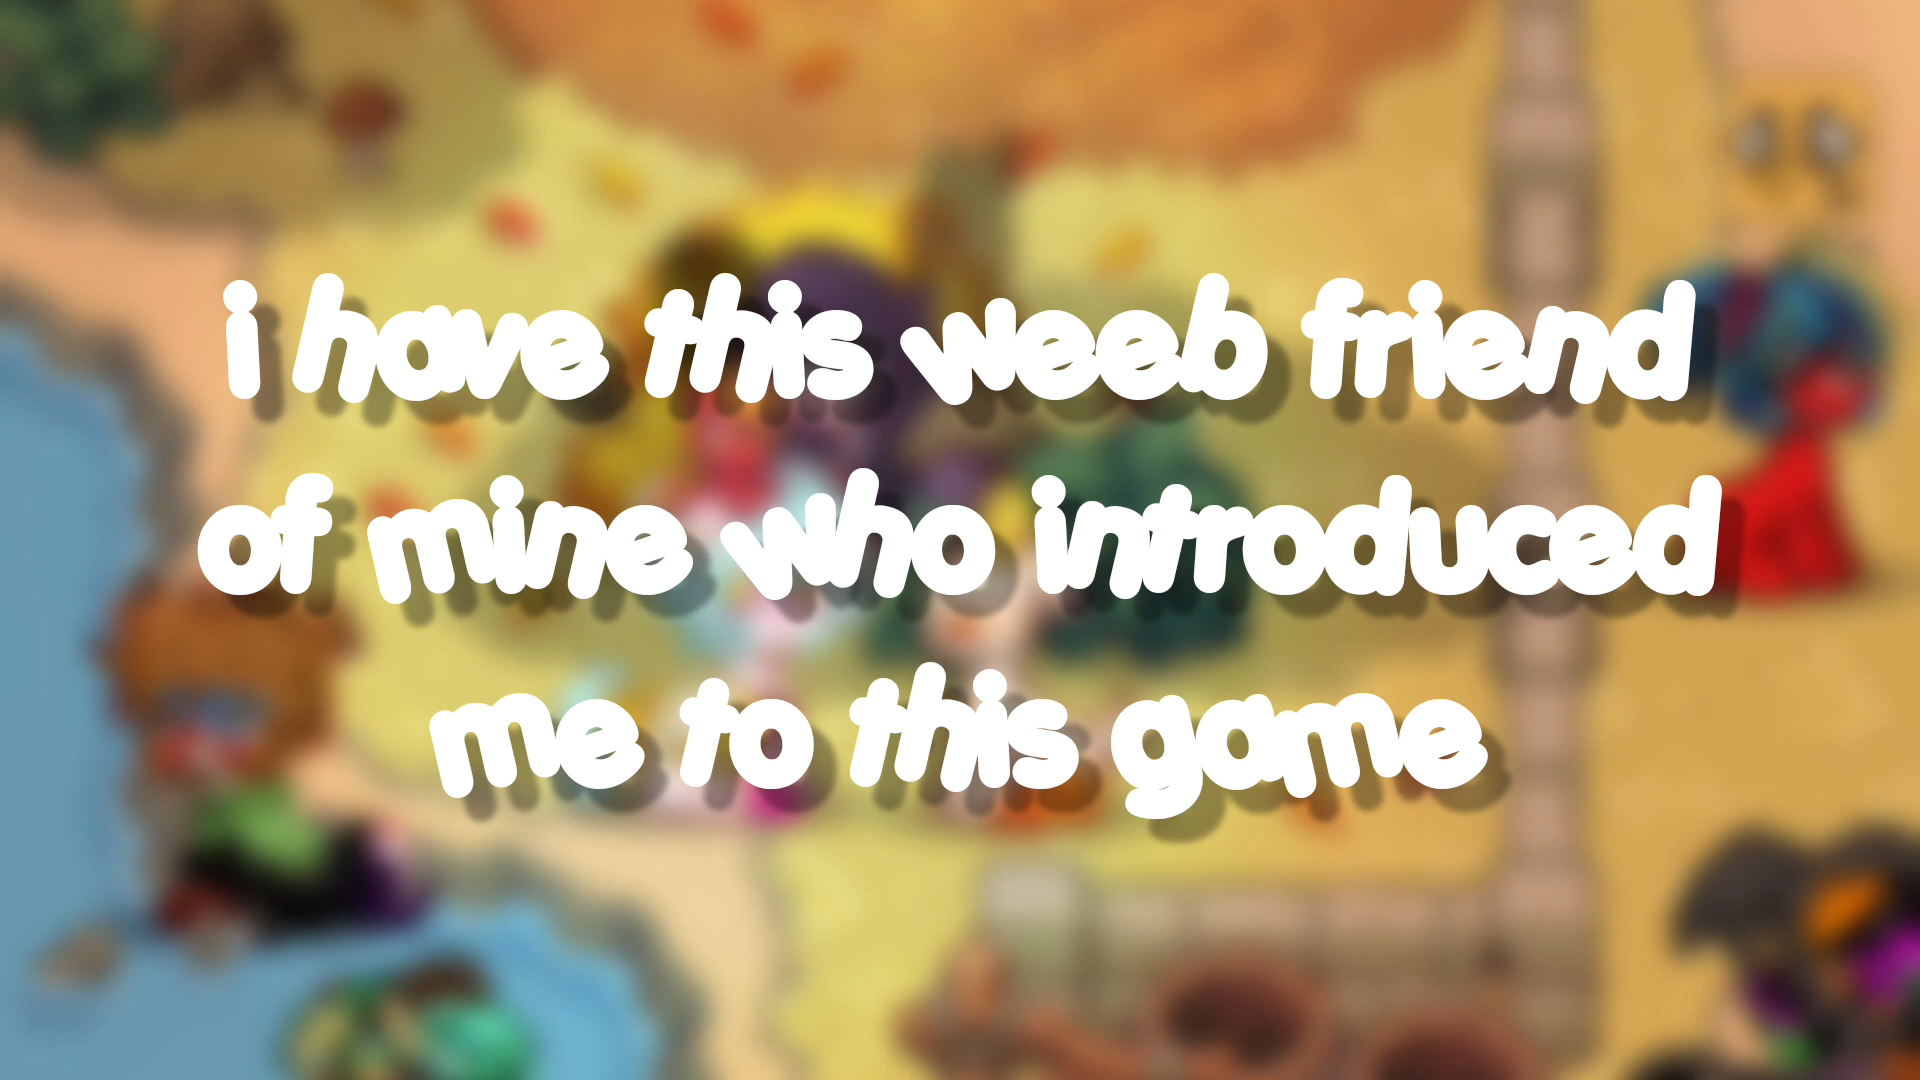 i have this weeb friend
of mine who introduced
me to this game